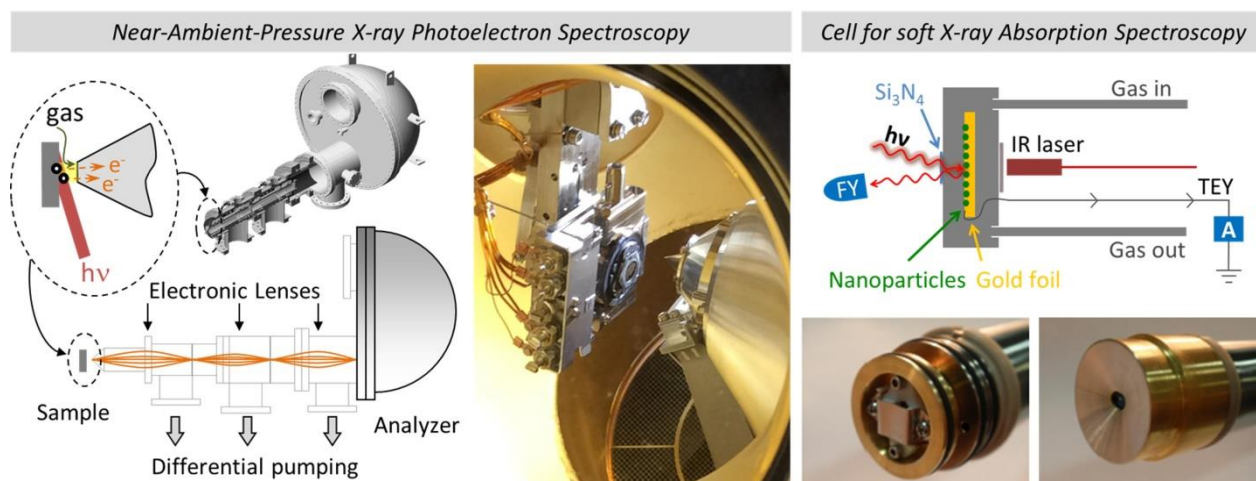 Near-Ambient-Pressure X-ray Photoelectron Spectroscopy
gas
e⁻
e⁻
hν
Electronic Lenses
Sample
Analyzer
Differential pumping
Cell for soft X-ray Absorption Spectroscopy
Si₃N₄
Gas in
hν
IR laser
FY
TEY
A
Gas out
Nanoparticles
Gold foil